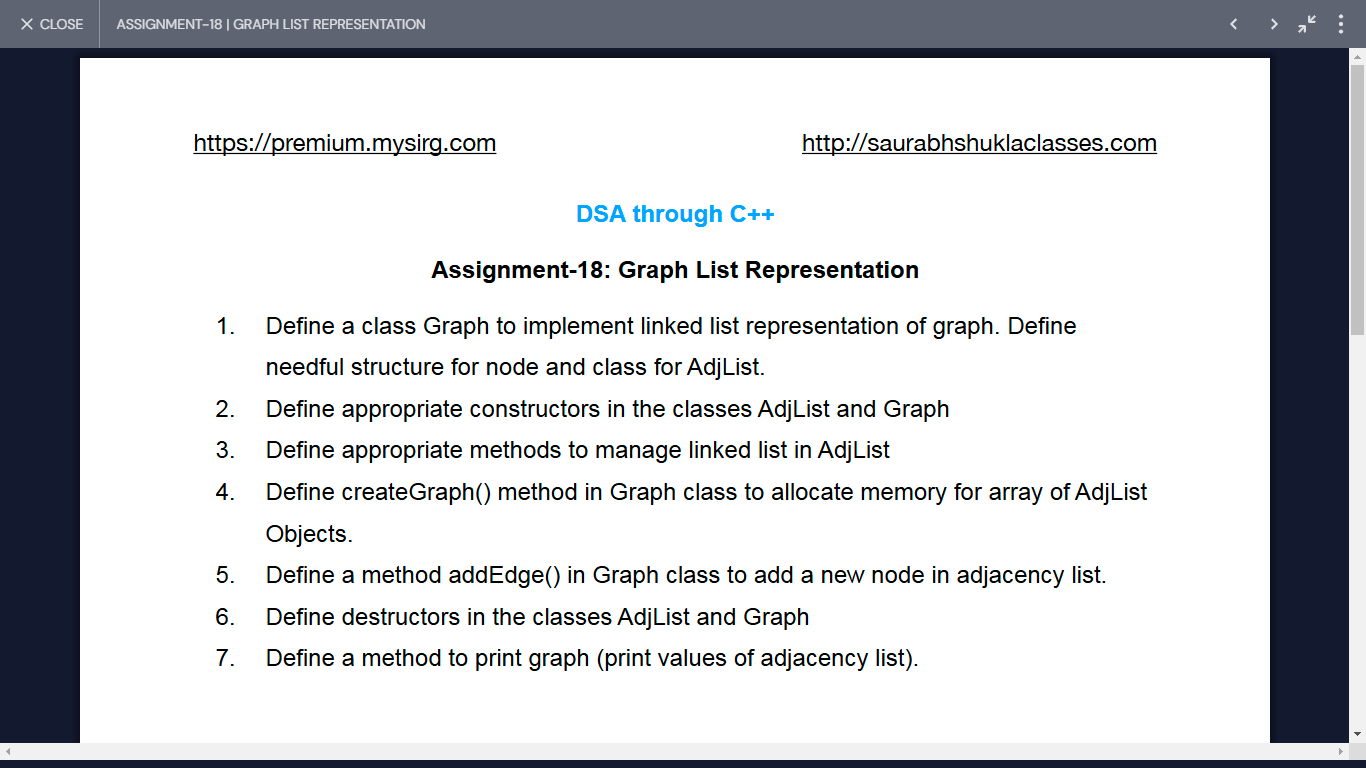 CLOSE
ASSIGNMENT-18 | GRAPH LIST REPRESENTATION
https://premium.mysirg.com
http://saurabhshuklaclasses.com
DSA through C++
Assignment-18: Graph List Representation
1. Define a class Graph to implement linked list representation of graph. Define
needful structure for node and class for AdjList.
2. Define appropriate constructors in the classes AdjList and Graph
3. Define appropriate methods to manage linked list in AdjList
4. Define createGraph() method in Graph class to allocate memory for array of AdjList
Objects.
5. Define a method addEdge() in Graph class to add a new node in adjacency list.
6. Define destructors in the classes AdjList and Graph
7. Define a method to print graph (print values of adjacency list).